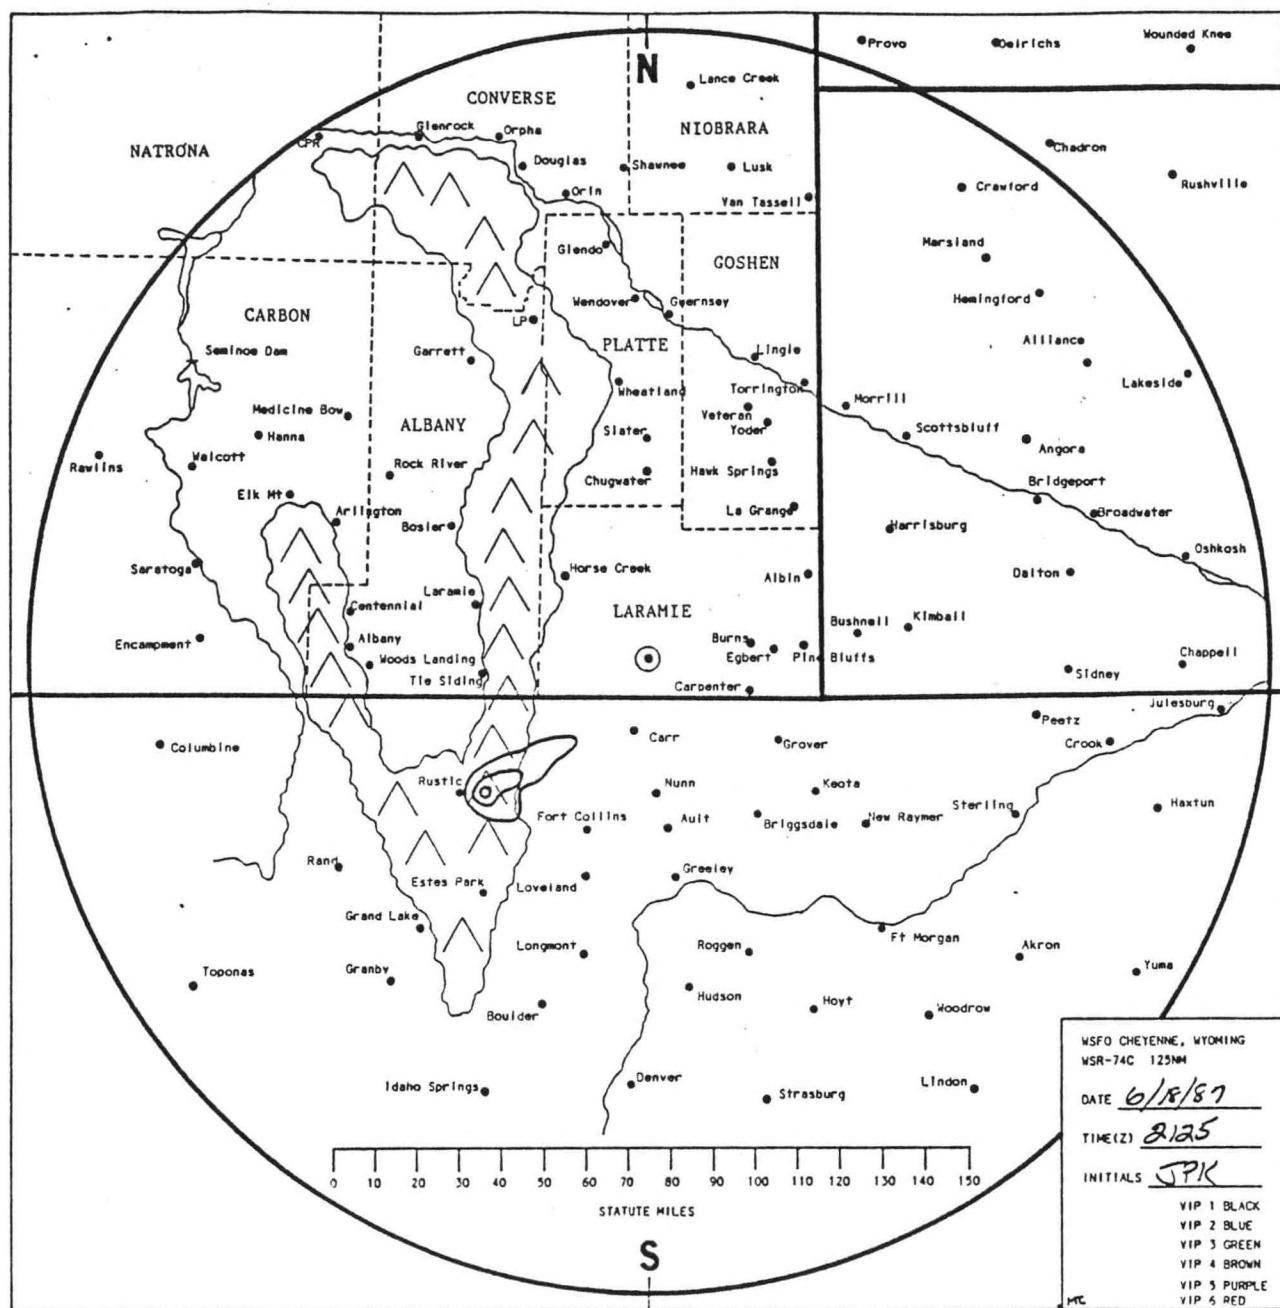 Provo
Oelrichs
Wounded Knee
N
Lance Creek
CONVERSE
NIOBRARA
NATRONA
CPR
Glenrock
Orpha
Chadron
Douglas
Shawnee
Lusk
Crawford
Rushville
Orin
Van Tassell
Marsland
Glendo
GOSHEN
Hemingford
Wendover
Guernsey
CARBON
LP
PLATTE
Alliance
Seminoe Dam
Garrett
Lingle
Lakeside
Wheatland
Torrington
Morrill
Medicine Bow
ALBANY
Veteran
Yoder
Scottsbluff
Hanna
Slater
Angora
Rawlins
Walcott
Rock River
Chugwater
Hawk Springs
Bridgeport
Elk Mt
Arlington
La Grange
Broadwater
Bosler
Harrisburg
Oshkosh
Saratoga
Horse Creek
Albin
Dalton
Laramie
Centennial
LARAMIE
Bushnell
Kimball
Encampment
Albany
Burns
Egbert
Pine Bluffs
Woods Landing
Tie Siding
Chappell
Sidney
Carpenter
Julesburg
Peetz
Columbine
Carr
Grover
Crook
Rustic
Nunn
Keota
Sterling
Haxtun
Fort Collins
Ault
Briggsdale
New Raymer
Rand
Estes Park
Loveland
Greeley
Grand Lake
Longmont
Roggen
Ft Morgan
Akron
Toponas
Granby
Yuma
Boulder
Hudson
Hoyt
Woodrow
Idaho Springs
Denver
Strasburg
Lindon
0 10 20 30 40 50 60 70 80 90 100 110 120 130 140 150
STATUTE MILES
S
WSFO CHEYENNE, WYOMING
WSR-74C 125NM
DATE 6/18/87
TIME(Z) 2125
INITIALS JPK
VIP 1 BLACK
VIP 2 BLUE
VIP 3 GREEN
VIP 4 BROWN
VIP 5 PURPLE
VIP 6 RED
MTC